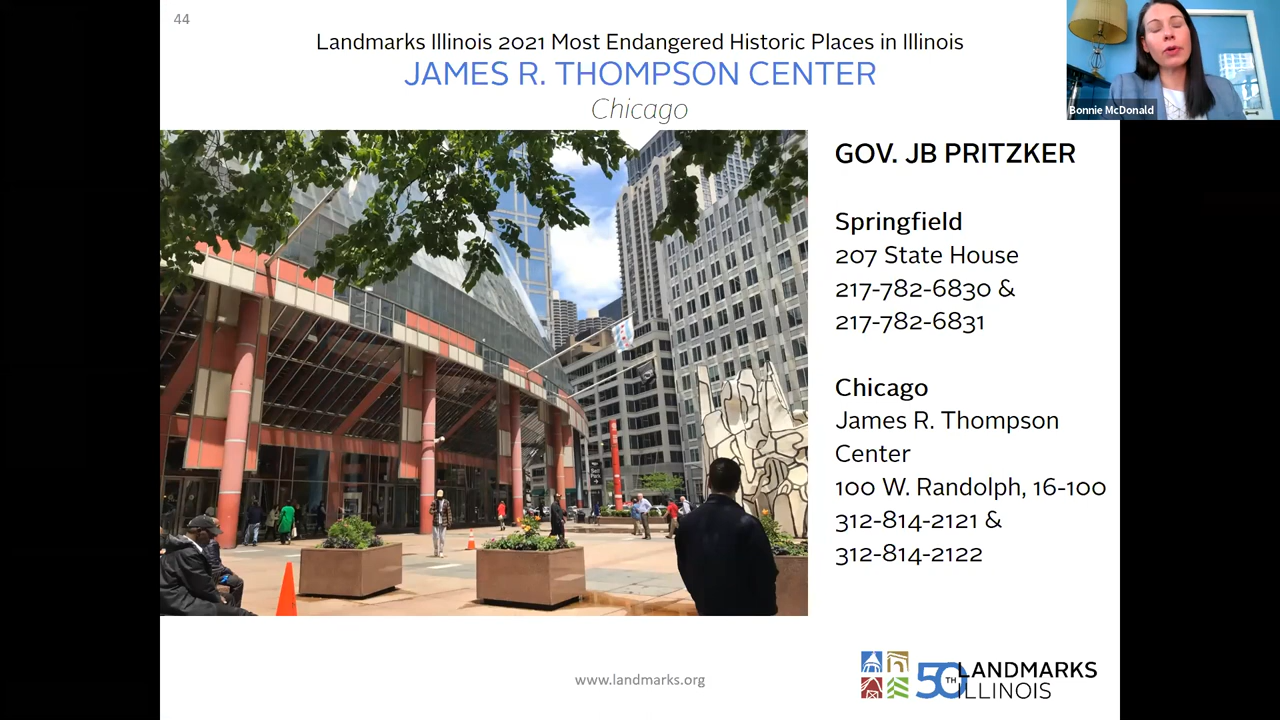 44
Landmarks Illinois 2021 Most Endangered Historic Places in Illinois
JAMES R. THOMPSON CENTER
Chicago
Bonnie McDonald
GOV. JB PRITZKER
Springfield
207 State House
217-782-6830 &
217-782-6831
Chicago
James R. Thompson
Center
100 W. Randolph, 16-100
312-814-2121 &
312-814-2122
www.landmarks.org
50TH LANDMARKS
ILLINOIS